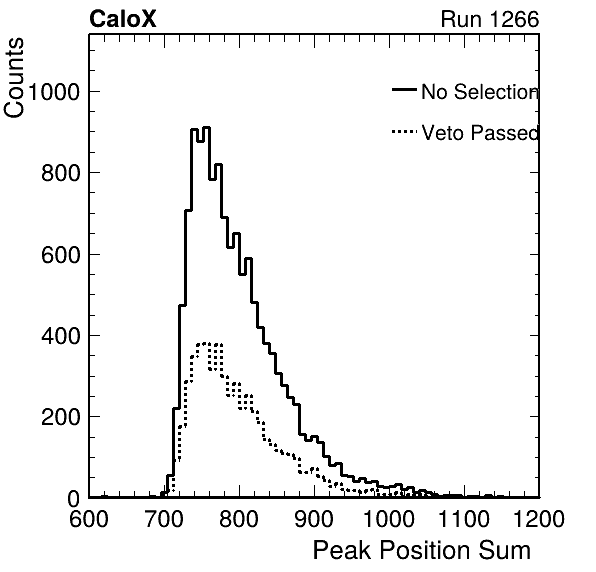 CaloX Run 1266
Counts
1000
800
600
400
200
0
No Selection
Veto Passed
600 700 800 900 1000 1100 1200
Peak Position Sum